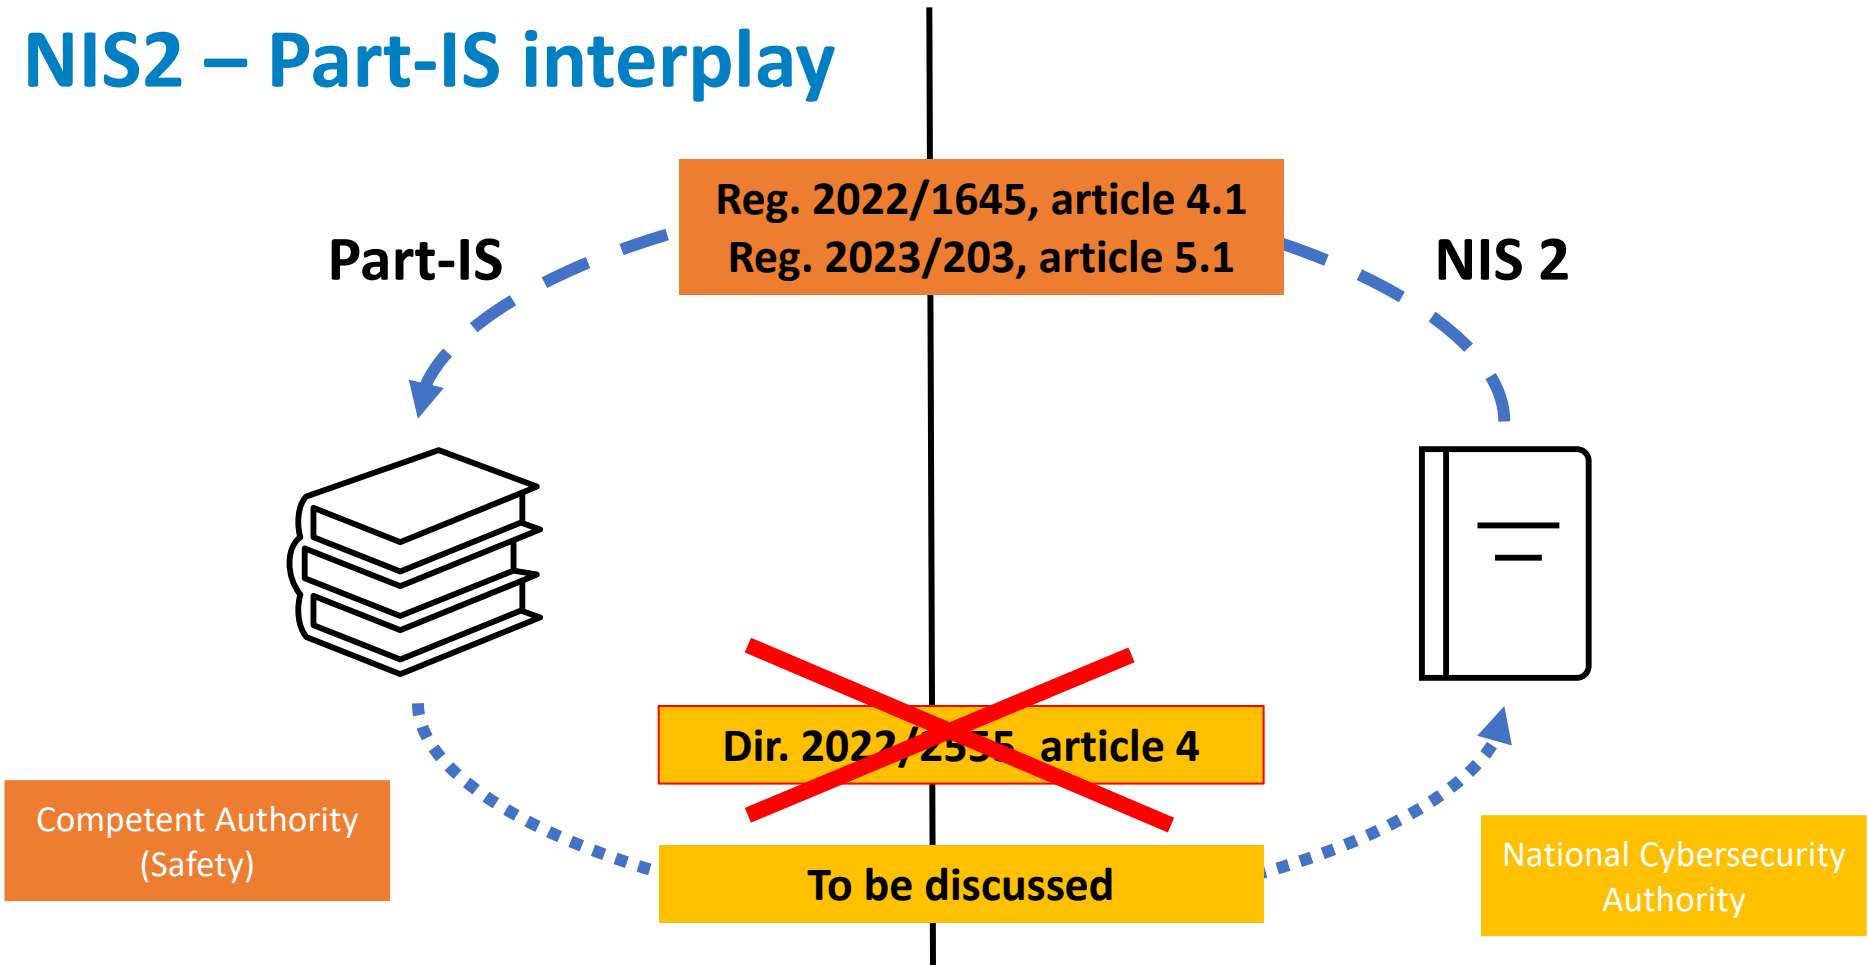 NIS2 – Part-IS interplay
Reg. 2022/1645, article 4.1
Reg. 2023/203, article 5.1
Part-IS
NIS 2
Dir. 2022/2555, article 4
Competent Authority
(Safety)
To be discussed
National Cybersecurity
Authority